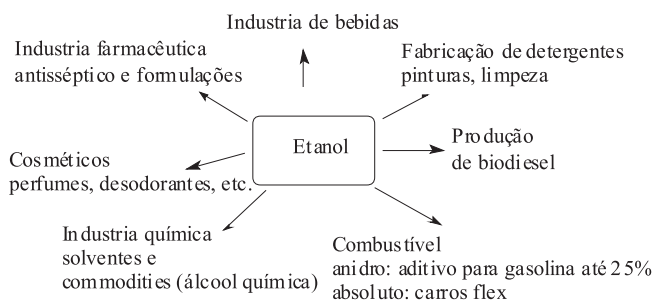 Industria de bebidas
Industria farmacêutica
antisséptico e formulações
Fabricação de detergentes
pinturas, limpeza
Etanol
Produção
de biodiesel
Cosméticos
perfumes, desodorantes, etc.
Industria química
solventes e
commodities (álcool química)
Combustível
anidro: aditivo para gasolina até 25%
absoluto: carros flex